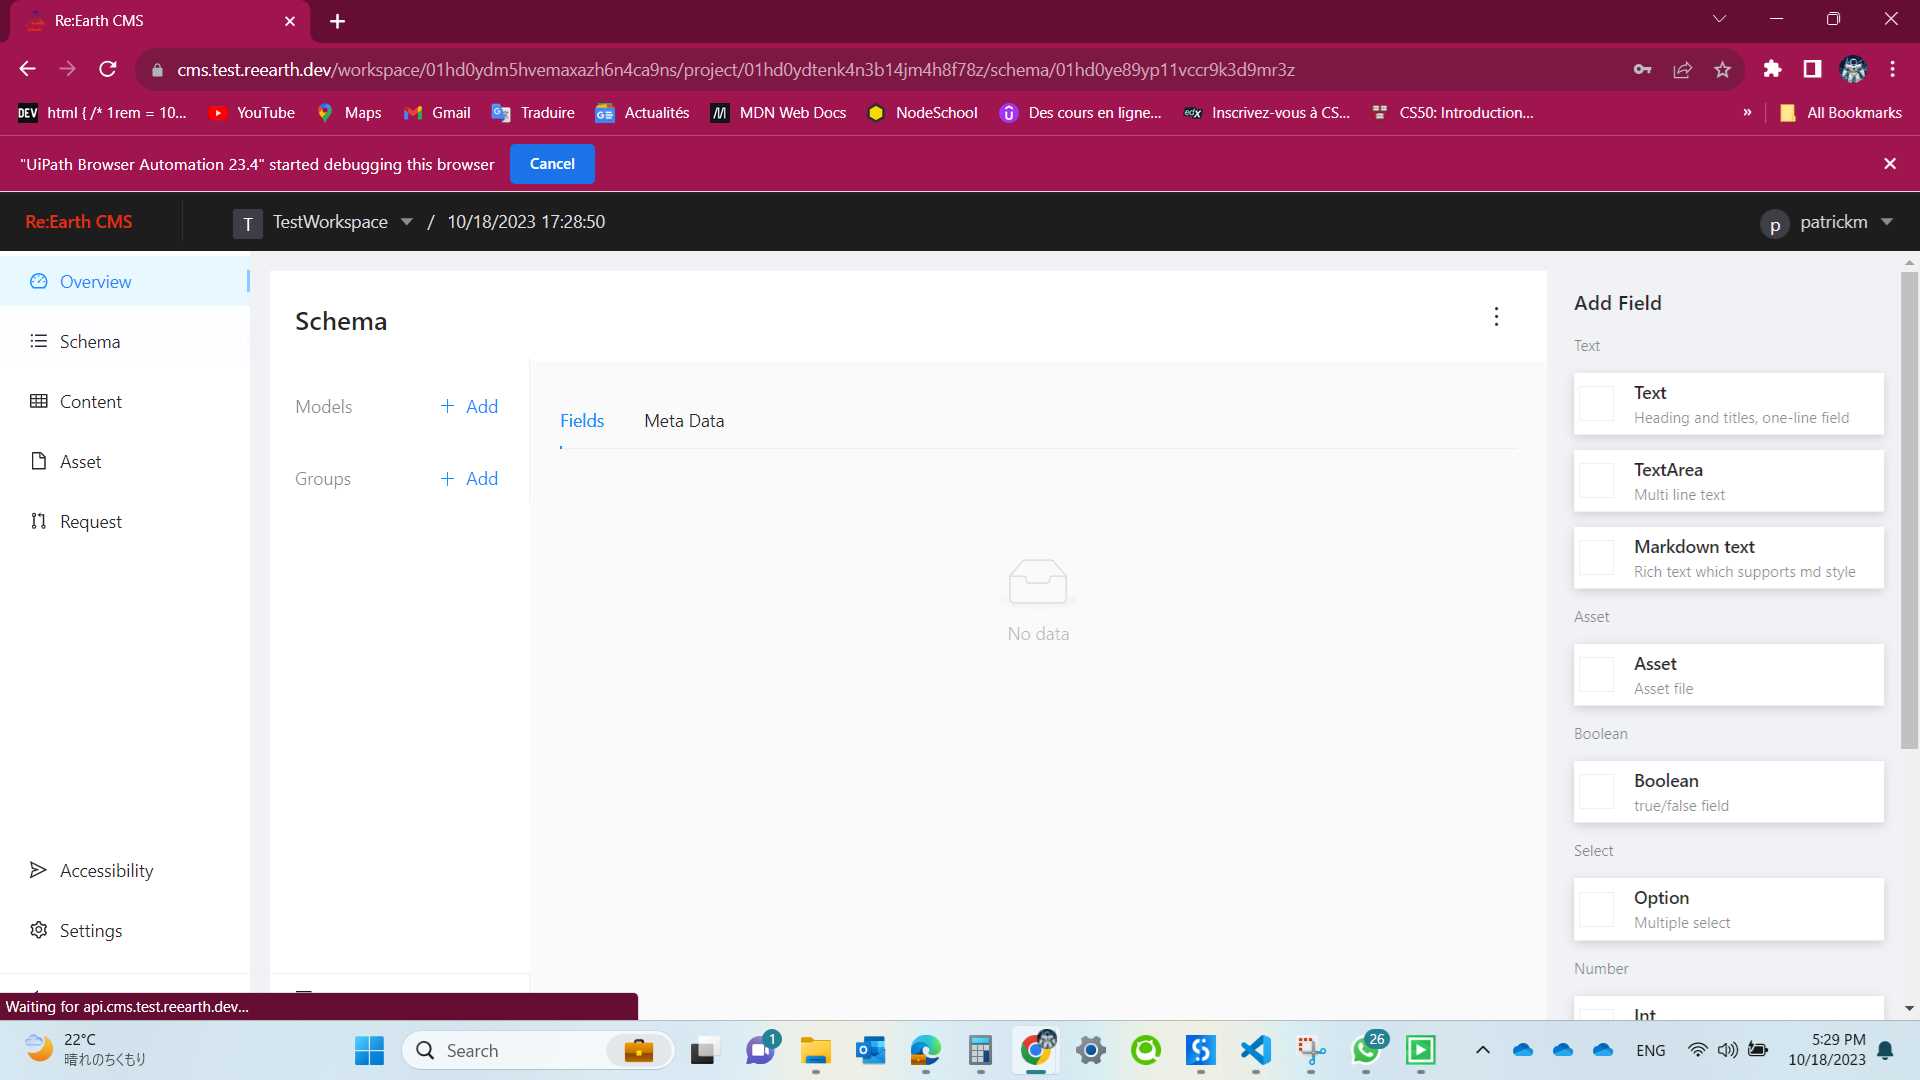 Re:Earth CMS
cms.test.reearth.dev/workspace/01hd0ydm5hvemaxazh6n4ca9ns/project/01hd0ydtenk4n3b14jm4h8f78z/schema/01hd0ye89yp11vccr9k3d9mr3z
DEV html { /* 1rem = 10... YouTube Maps Gmail Traduire Actualités MDN Web Docs NodeSchool Des cours en ligne... edX Inscrivez-vous à CS... CS50: Introduction... » All Bookmarks
"UiPath Browser Automation 23.4" started debugging this browser Cancel
Re:Earth CMS T TestWorkspace / 10/18/2023 17:28:50 p patrickm
Overview
Schema
Content
Asset
Request
Accessibility
Settings
Schema
Models + Add
Groups + Add
Fields Meta Data
No data
Add Field
Text
Text
Heading and titles, one-line field
TextArea
Multi line text
Markdown text
Rich text which supports md style
Asset
Asset
Asset file
Boolean
Boolean
true/false field
Select
Option
Multiple select
Number
Int
Waiting for api.cms.test.reearth.dev...
22°C
晴れのちくもり
Search
1
26
ENG
5:29 PM
10/18/2023